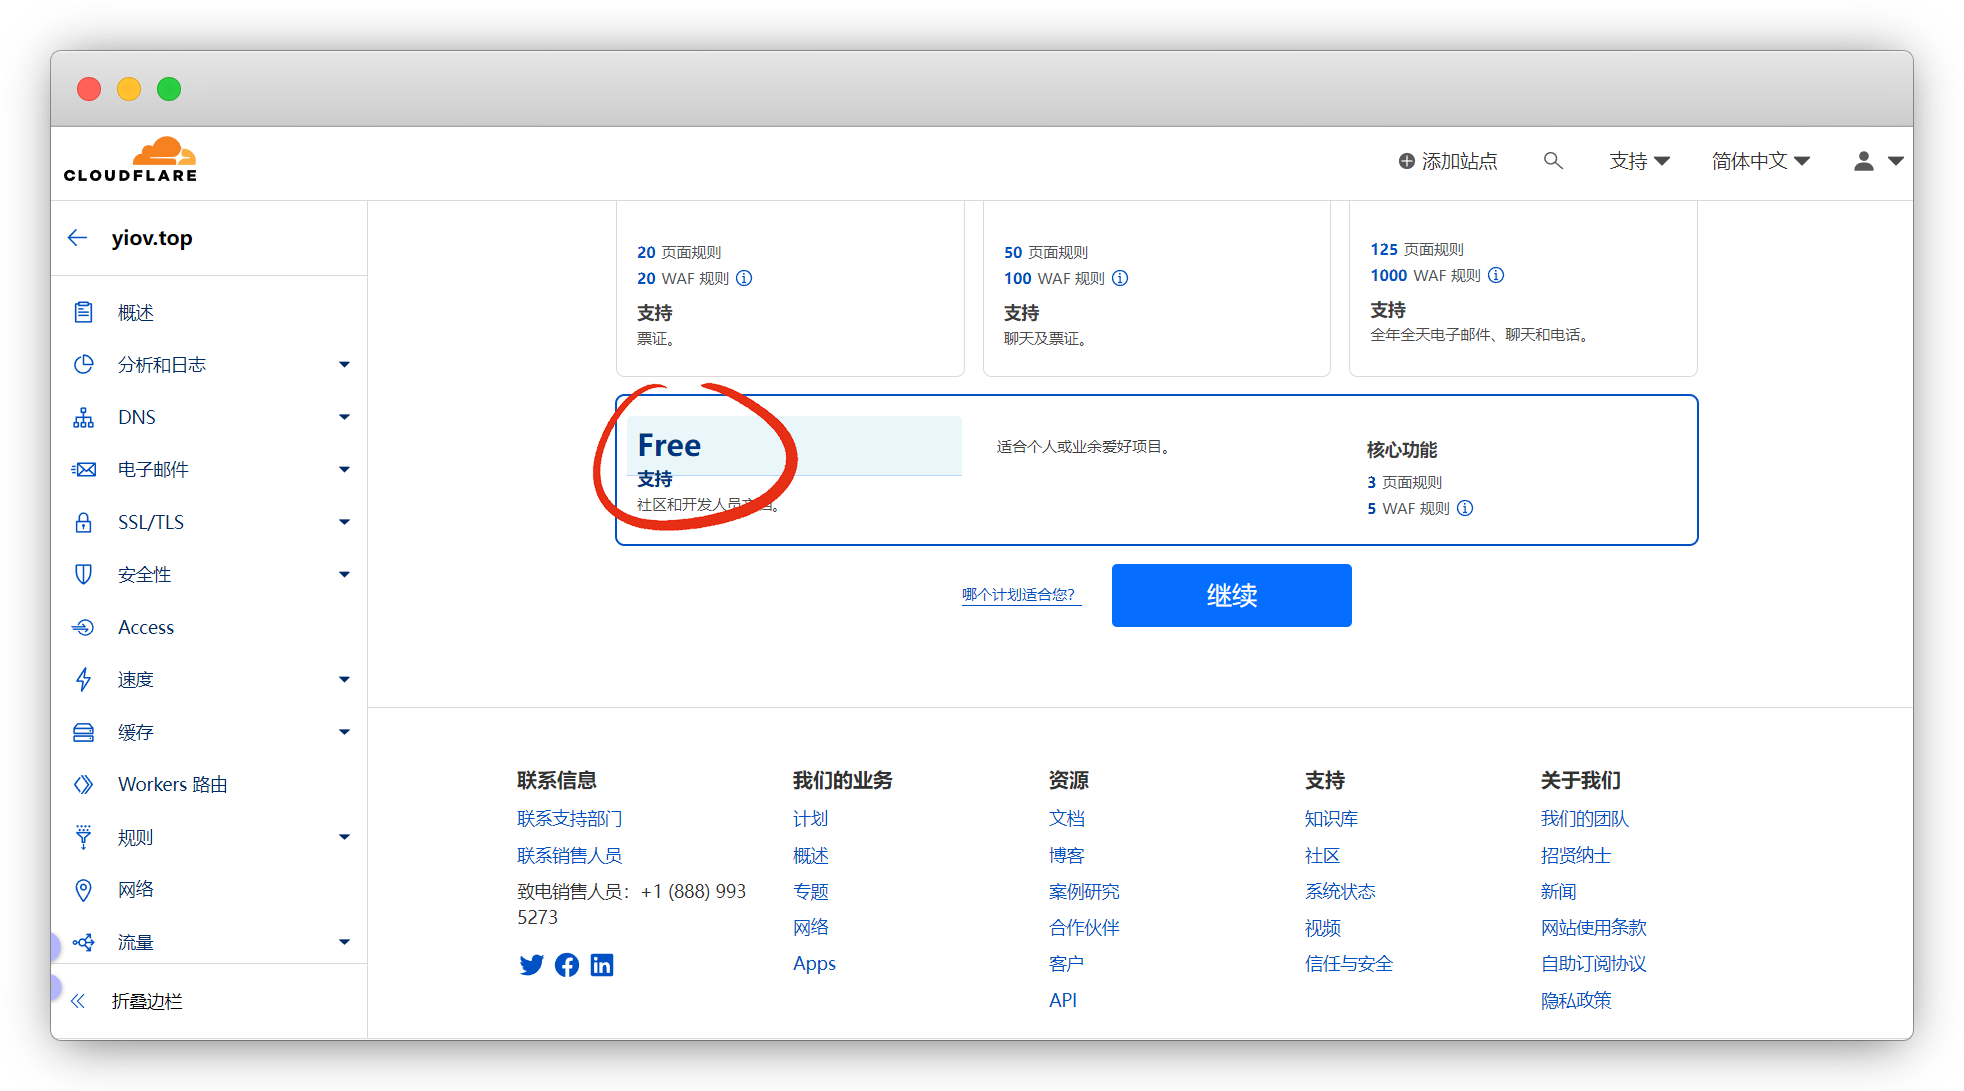 CLOUDFLARE
添加站点
支持
简体中文
yiov.top
概述
分析和日志
DNS
电子邮件
SSL/TLS
安全性
Access
速度
缓存
Workers 路由
规则
网络
流量
折叠边栏
20 页面规则
20 WAF 规则
支持
票证。
50 页面规则
100 WAF 规则
支持
聊天及票证。
125 页面规则
1000 WAF 规则
支持
全年全天电子邮件、聊天和电话。
Free
支持
社区和开发人员文档。
适合个人或业余爱好项目。
核心功能
3 页面规则
5 WAF 规则
哪个计划适合您?
继续
联系信息
联系支持部门
联系销售人员
致电销售人员：+1 (888) 993
5273
我们的业务
计划
概述
专题
网络
Apps
资源
文档
博客
案例研究
合作伙伴
客户
API
支持
知识库
社区
系统状态
视频
信任与安全
关于我们
我们的团队
招贤纳士
新闻
网站使用条款
自助订阅协议
隐私政策